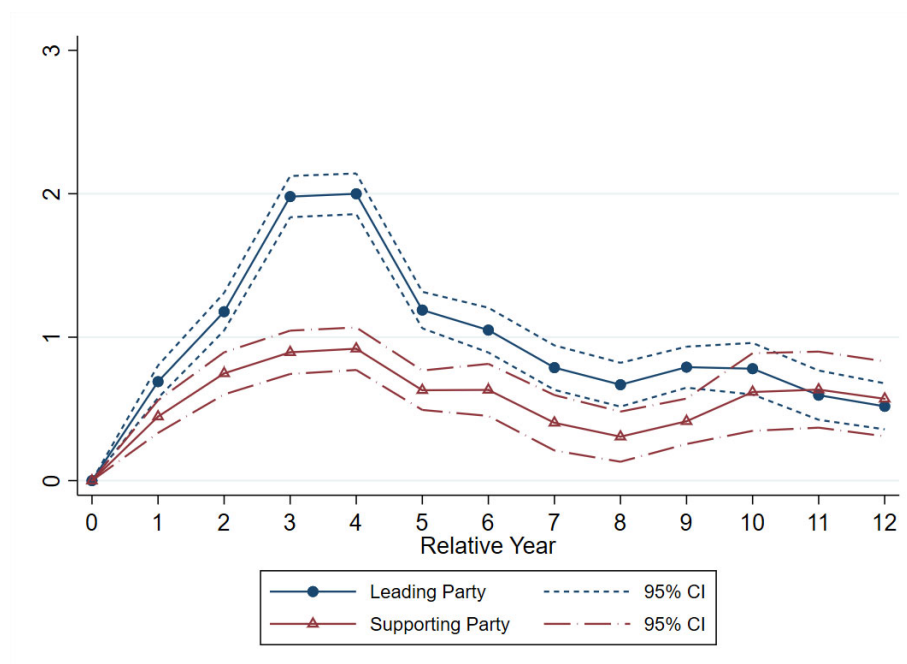 3
2
1
0
0 1 2 3 4 5 6 7 8 9 10 11 12
Relative Year
Leading Party 95% CI
Supporting Party 95% CI